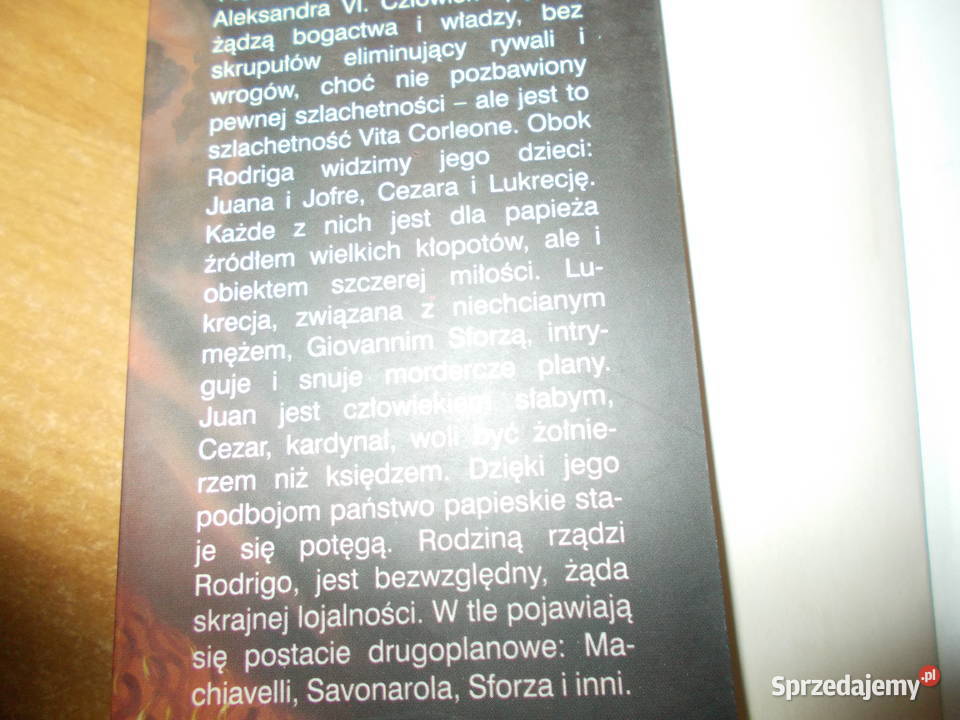 Aleksandra VI. Człowiek
żądzą bogactwa i władzy, bez
skrupułów eliminujący rywali i
wrogów, choć nie pozbawiony
pewnej szlachetności – ale jest to
szlachetność Vita Corleone. Obok
Rodriga widzimy jego dzieci:
Juana i Jofre, Cezara i Lukrecję.
Każde z nich jest dla papieża
źródłem wielkich kłopotów, ale i
obiektem szczerej miłości. Lu-
krecja, związana z niechcianym
mężem, Giovannim Sforzą, intry-
guje i snuje mordercze plany.
Juan jest człowiekiem słabym,
Cezar, kardynał, woli być żołnie-
rzem niż księdzem. Dzięki jego
podbojom państwo papieskie sta-
je się potęgą. Rodziną rządzi
Rodrigo, jest bezwzględny, żąda
skrajnej lojalności. W tle pojawiają
się postacie drugoplanowe: Ma-
chiavelli, Savonarola, Sforza i inni.
Sprzedajemy.pl